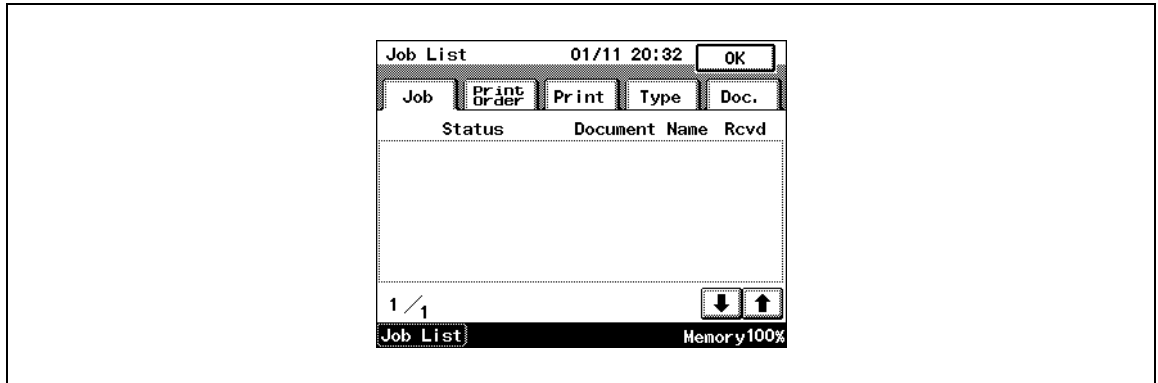 Job List 01/11 20:32 OK
Job Print Order Print Type Doc.
Status Document Name Rcvd
1/1
Job List Memory100%